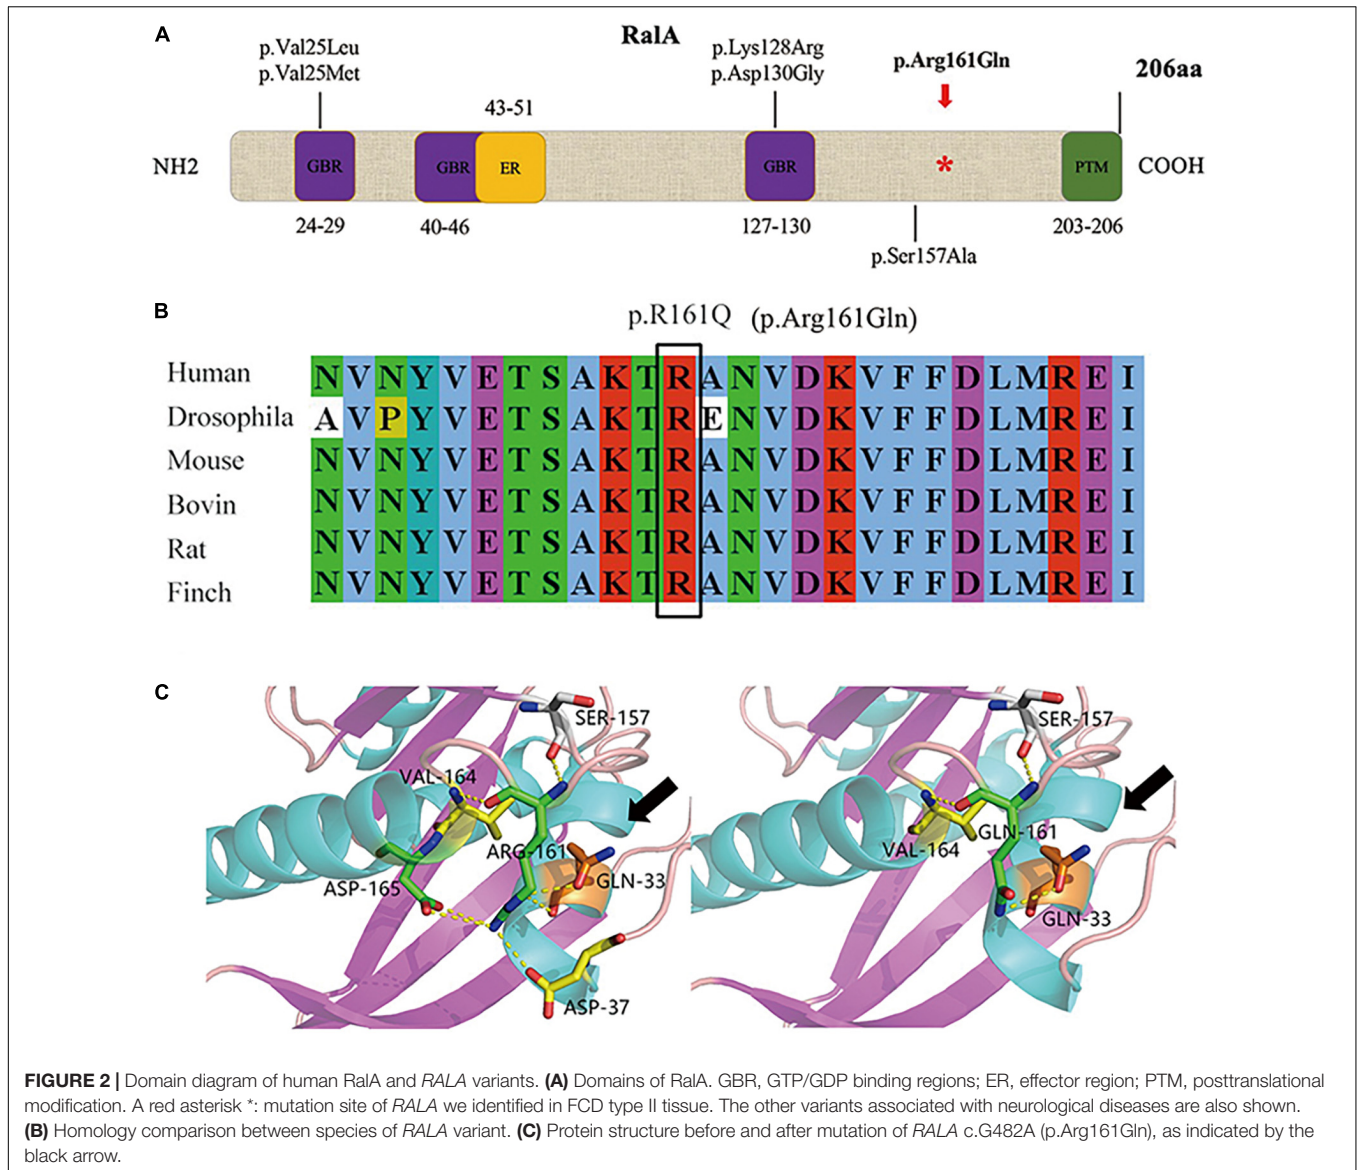 A
RalA
p.Val25Leu
p.Val25Met
p.Lys128Arg
p.Asp130Gly
p.Arg161Gln
206aa
43-51
NH2
GBR
GBR
ER
GBR
*
PTM
COOH
24-29
40-46
127-130
203-206
p.Ser157Ala
B
p.R161Q (p.Arg161Gln)
Human N V N Y V E T S A K T R A N V D K V F F D L M R E I
Drosophila A V P Y V E T S A K T R E N V D K V F F D L M R E I
Mouse N V N Y V E T S A K T R A N V D K V F F D L M R E I
Bovin N V N Y V E T S A K T R A N V D K V F F D L M R E I
Rat N V N Y V E T S A K T R A N V D K V F F D L M R E I
Finch N V N Y V E T S A K T R A N V D K V F F D L M R E I
C
SER-157
VAL-164
ARG-161
ASP-165
GLN-33
ASP-37
SER-157
GLN-161
VAL-164
GLN-33
FIGURE 2 | Domain diagram of human RalA and RALA variants. (A) Domains of RalA. GBR, GTP/GDP binding regions; ER, effector region; PTM, posttranslational
modification. A red asterisk *: mutation site of RALA we identified in FCD type II tissue. The other variants associated with neurological diseases are also shown.
(B) Homology comparison between species of RALA variant. (C) Protein structure before and after mutation of RALA c.G482A (p.Arg161Gln), as indicated by the
black arrow.